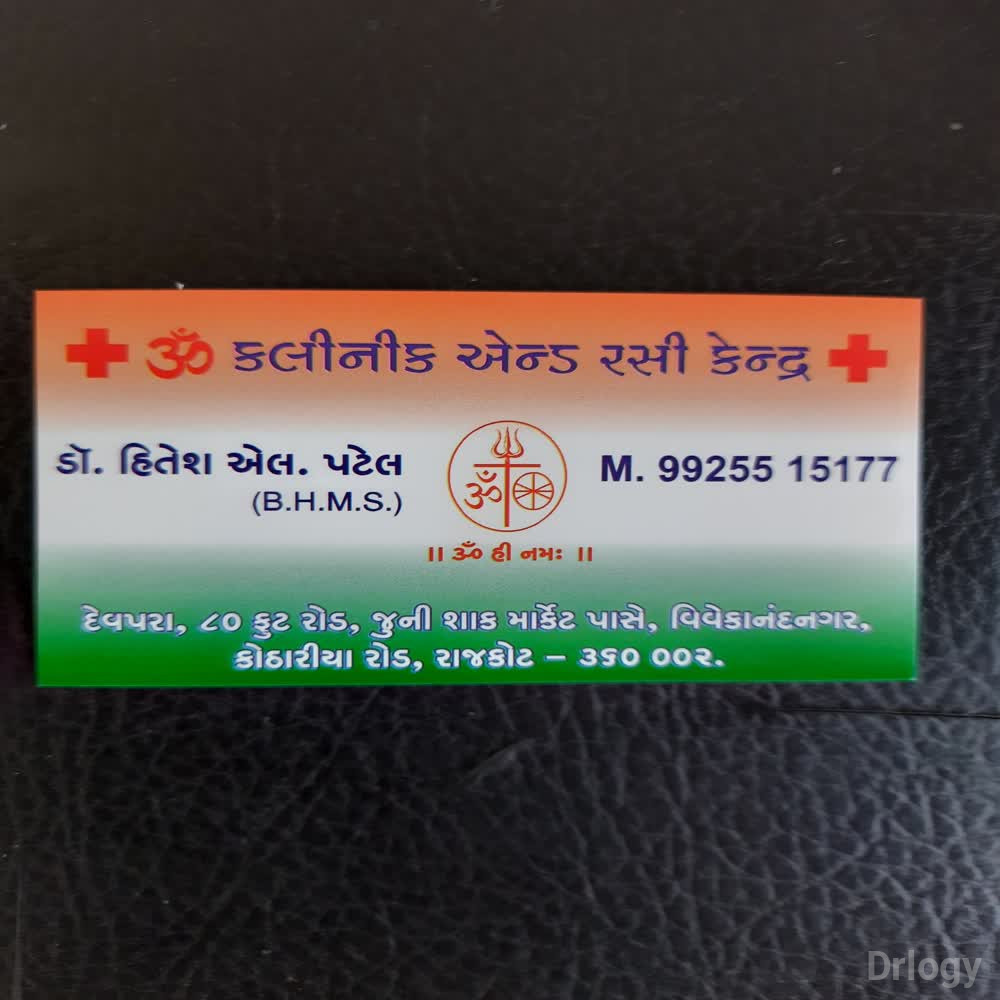 ૐ કલીનીક એન્ડ રસી કેન્દ્ર
ડૉ. હિતેશ એલ. પટેલ
(B.H.M.S.)
ૐ
M. 99255 15177
।। ૐ હી નમઃ ।।
દેવપરા, ૮૦ ફુટ રોડ, જુની શાક માર્કેટ પાસે, વિવેકાનંદનગર,
કોઠારીયા રોડ, રાજકોટ – ૩૬૦ ૦૦૨.
Drlogy